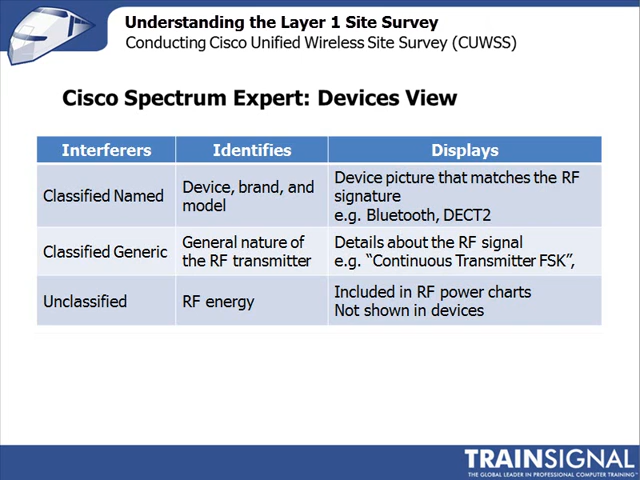 Understanding the Layer 1 Site Survey
Conducting Cisco Unified Wireless Site Survey (CUWSS)
Cisco Spectrum Expert: Devices View
Interferers
Identifies
Displays
Classified Named
Device, brand, and
model
Device picture that matches the RF
signature
e.g. Bluetooth, DECT2
Classified Generic
General nature of
the RF transmitter
Details about the RF signal
e.g. “Continuous Transmitter FSK”,
Unclassified
RF energy
Included in RF power charts
Not shown in devices
TRAINSIGNAL
THE GLOBAL LEADER IN PROFESSIONAL COMPUTER TRAINING